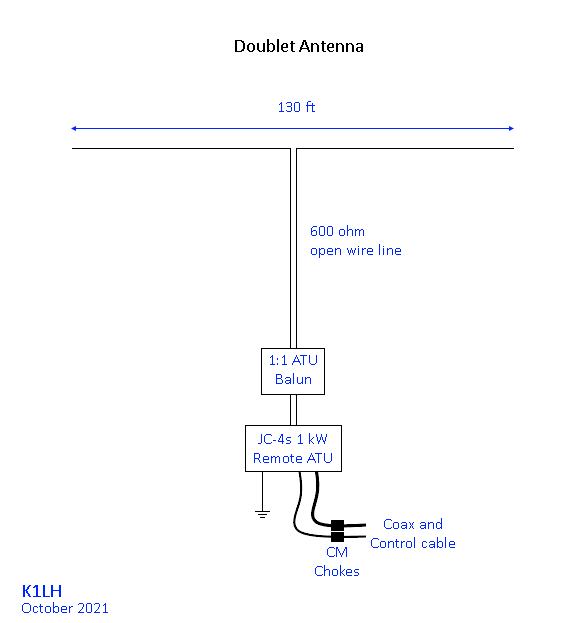 Doublet Antenna
130 ft
600 ohm
open wire line
1:1 ATU
Balun
JC-4s 1 kW
Remote ATU
Coax and
Control cable
CM
Chokes
K1LH
October 2021